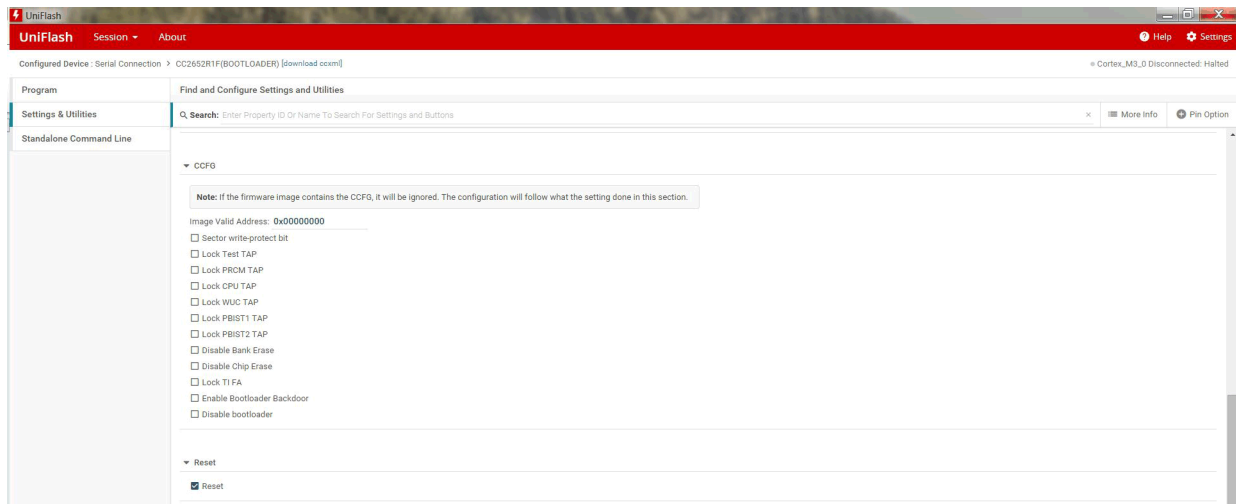 UniFlash
UniFlash Session About Help Settings
Configured Device : Serial Connection > CC2652R1F(BOOTLOADER) [download ccxml] Cortex_M3_0 Disconnected: Halted
Program Find and Configure Settings and Utilities
Settings & Utilities Search: Enter Property ID Or Name To Search For Settings and Buttons × More Info Pin Option
Standalone Command Line
CCFG
Note: If the firmware image contains the CCFG, it will be ignored. The configuration will follow what the setting done in this section.
Image Valid Address: 0x00000000
Sector write-protect bit
Lock Test TAP
Lock PRCM TAP
Lock CPU TAP
Lock WUC TAP
Lock PBIST1 TAP
Lock PBIST2 TAP
Disable Bank Erase
Disable Chip Erase
Lock TI FA
Enable Bootloader Backdoor
Disable bootloader
Reset
Reset